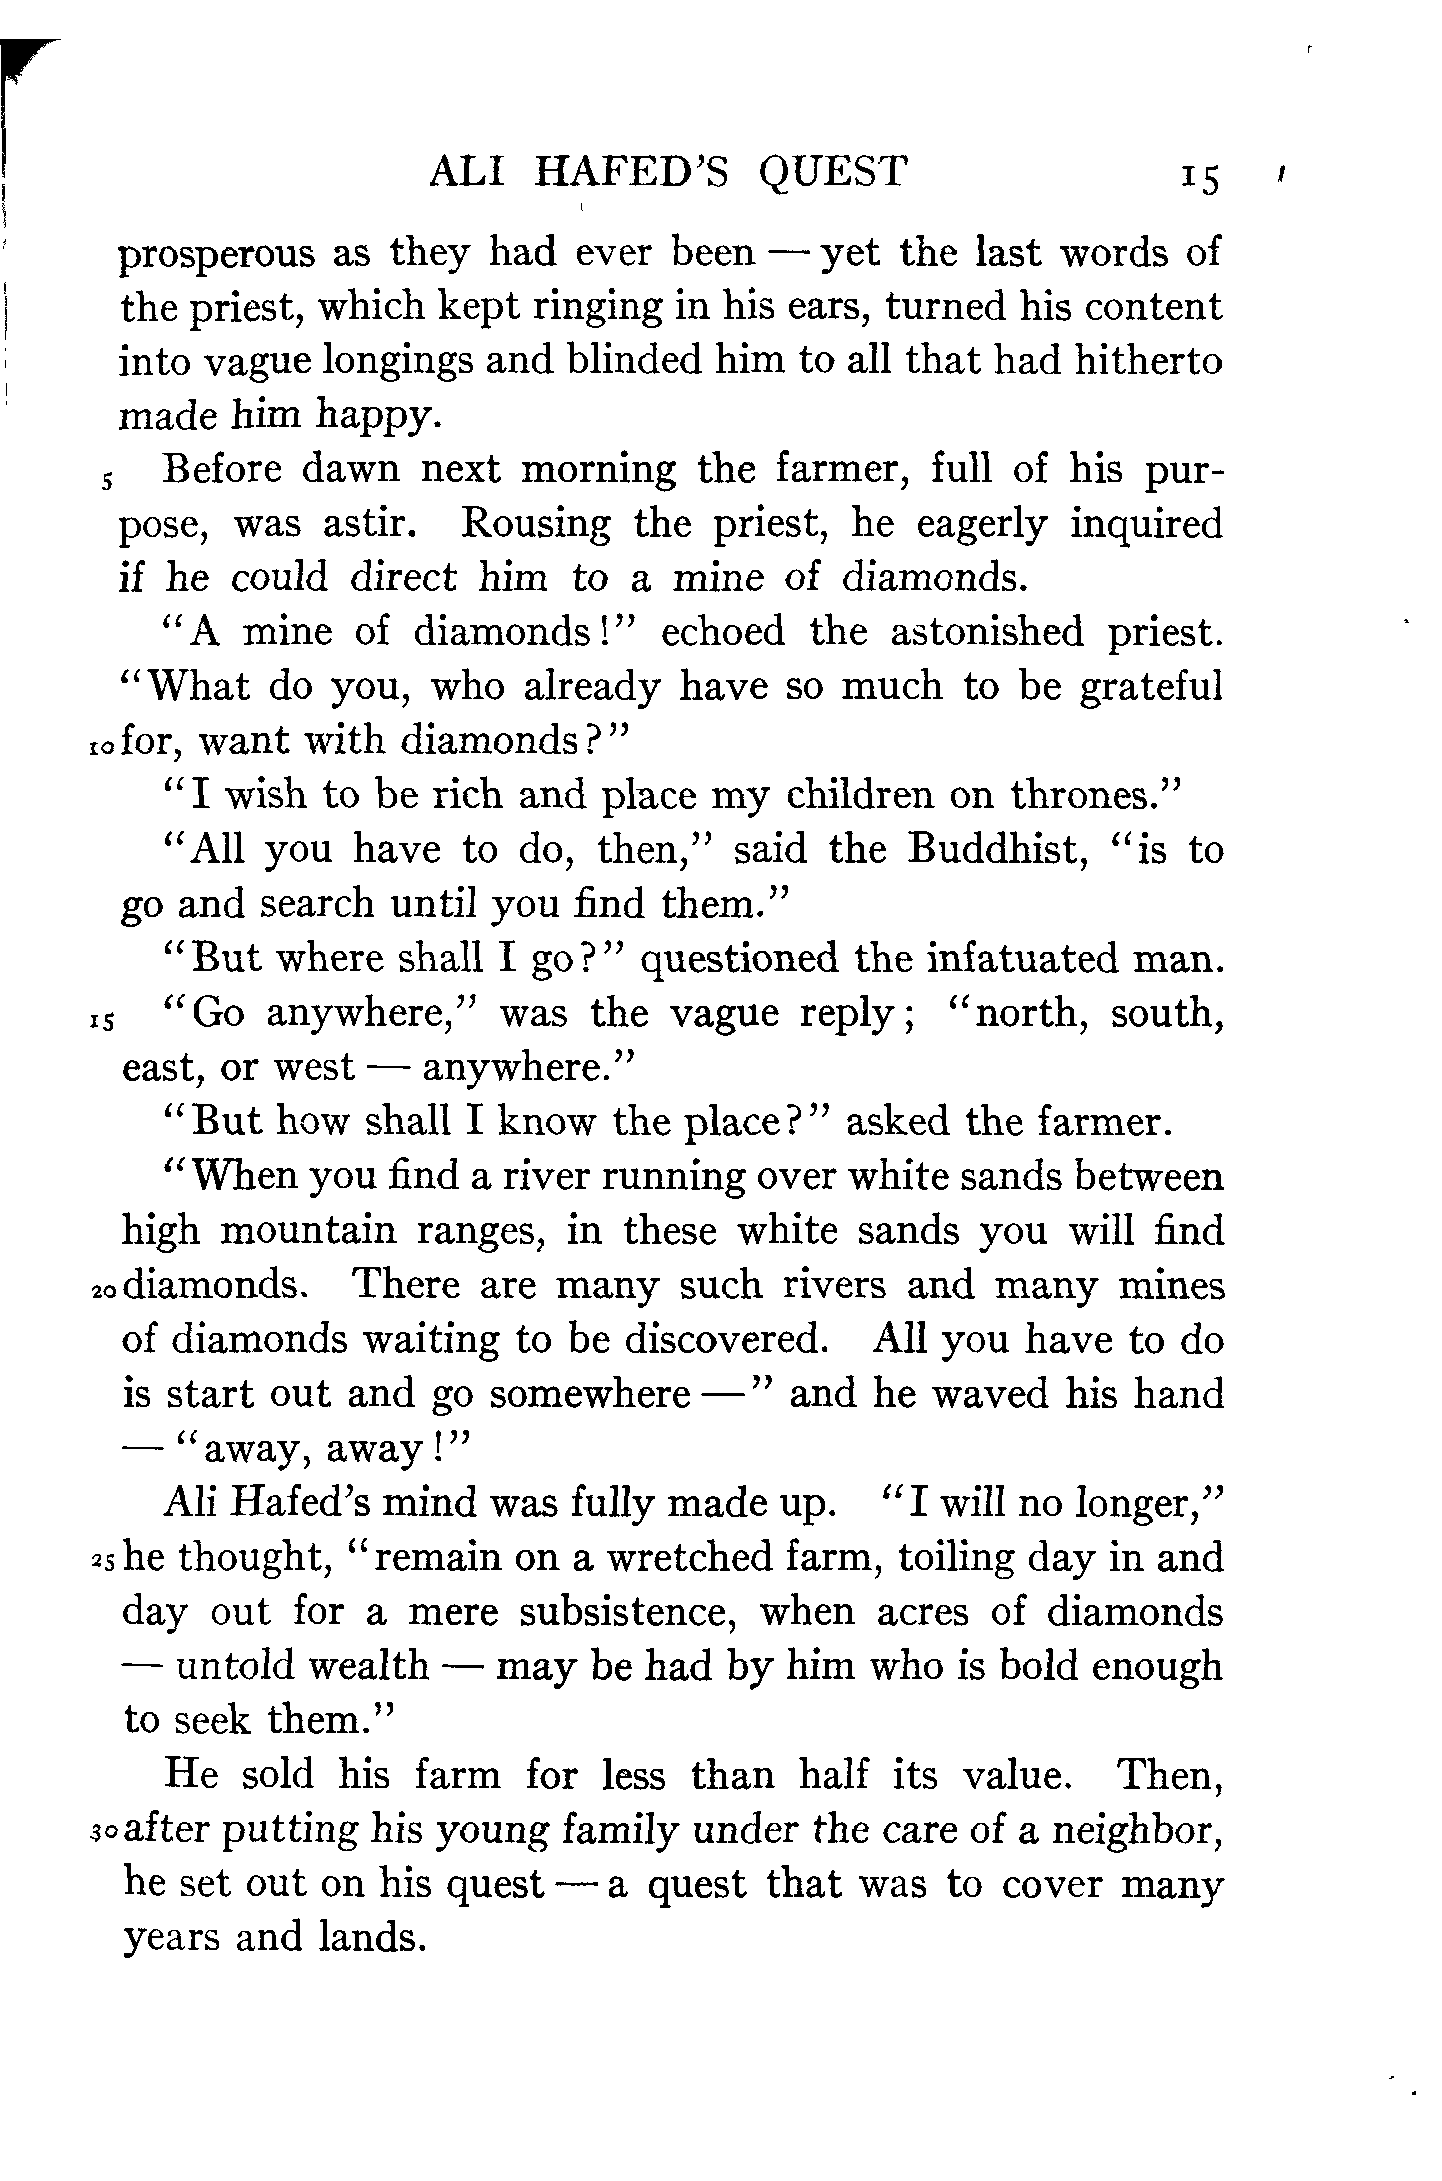 ALI HAFED'S QUEST 15
prosperous as they had ever been — yet the last words of
the priest, which kept ringing in his ears, turned his content
into vague longings and blinded him to all that had hitherto
made him happy.
5 Before dawn next morning the farmer, full of his pur-
pose, was astir. Rousing the priest, he eagerly inquired
if he could direct him to a mine of diamonds.
"A mine of diamonds!" echoed the astonished priest.
"What do you, who already have so much to be grateful
10 for, want with diamonds?"
"I wish to be rich and place my children on thrones."
"All you have to do, then," said the Buddhist, "is to
go and search until you find them."
"But where shall I go?" questioned the infatuated man.
15 "Go anywhere," was the vague reply; "north, south,
east, or west — anywhere."
"But how shall I know the place?" asked the farmer.
"When you find a river running over white sands between
high mountain ranges, in these white sands you will find
20 diamonds. There are many such rivers and many mines
of diamonds waiting to be discovered. All you have to do
is start out and go somewhere —" and he waved his hand
— "away, away!"
Ali Hafed's mind was fully made up. "I will no longer,"
25 he thought, "remain on a wretched farm, toiling day in and
day out for a mere subsistence, when acres of diamonds
— untold wealth — may be had by him who is bold enough
to seek them."
He sold his farm for less than half its value. Then,
30 after putting his young family under the care of a neighbor,
he set out on his quest — a quest that was to cover many
years and lands.